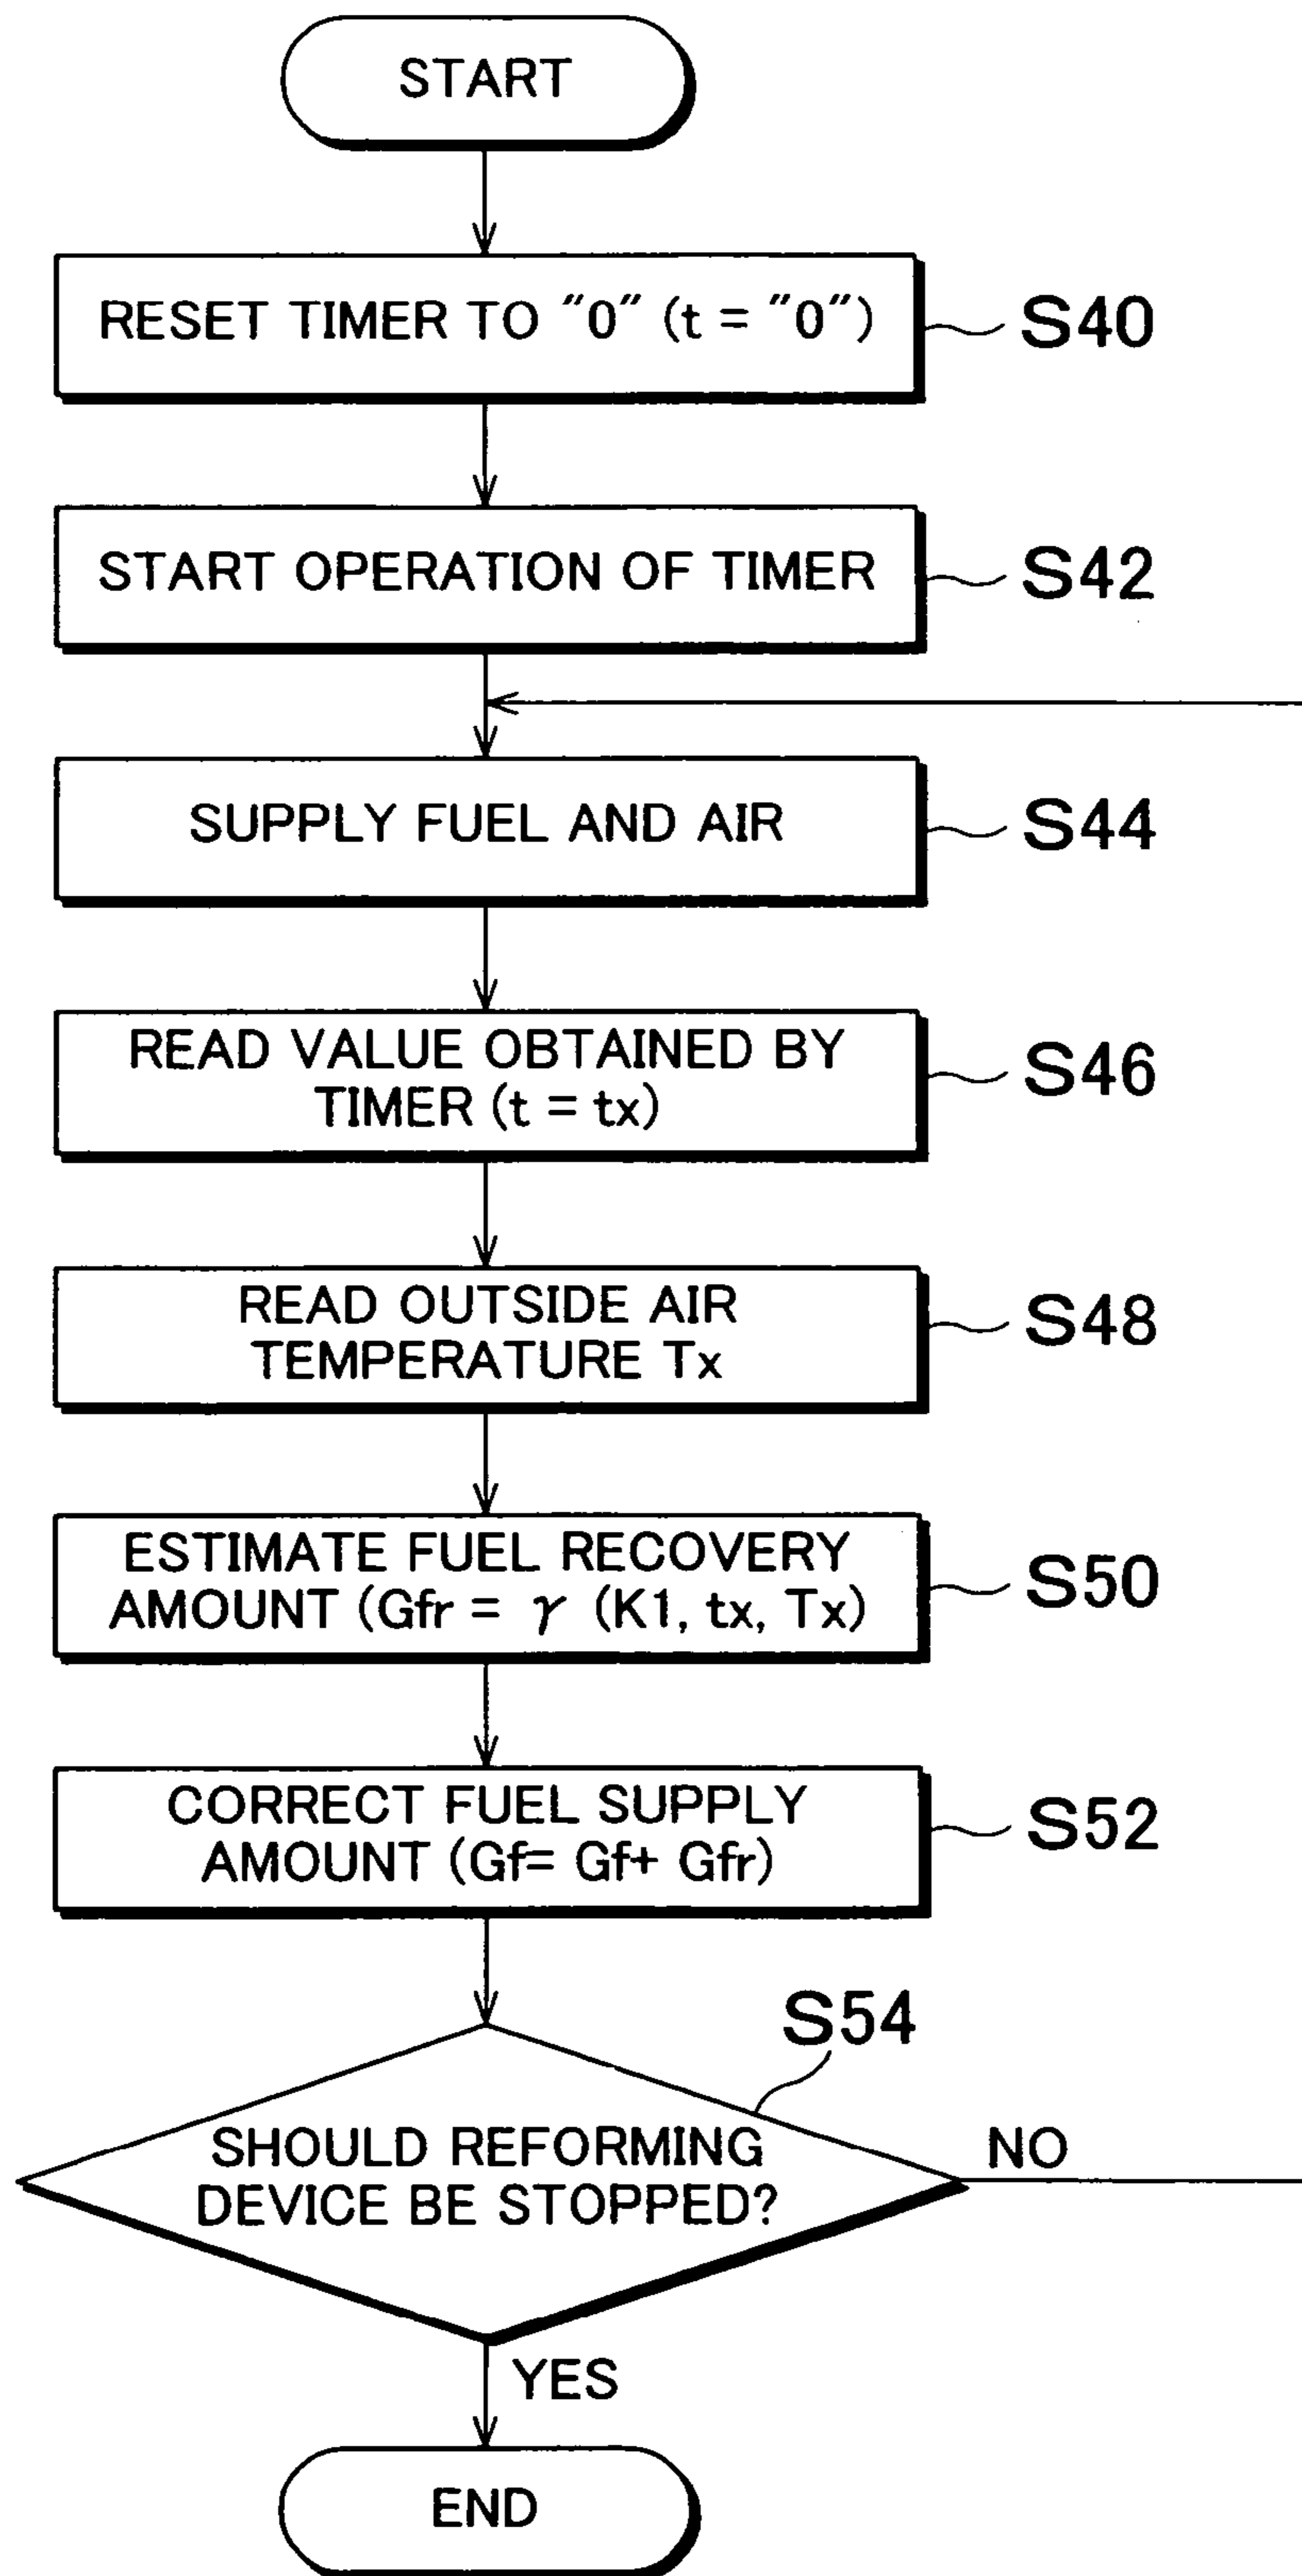 START
RESET TIMER TO "0" (t = "0")
S40
START OPERATION OF TIMER
S42
SUPPLY FUEL AND AIR
S44
READ VALUE OBTAINED BY
TIMER (t = tx)
S46
READ OUTSIDE AIR
TEMPERATURE Tx
S48
ESTIMATE FUEL RECOVERY
AMOUNT (Gfr = γ (K1, tx, Tx)
S50
CORRECT FUEL SUPPLY
AMOUNT (Gf= Gf+ Gfr)
S52
S54
SHOULD REFORMING
DEVICE BE STOPPED?
NO
YES
END